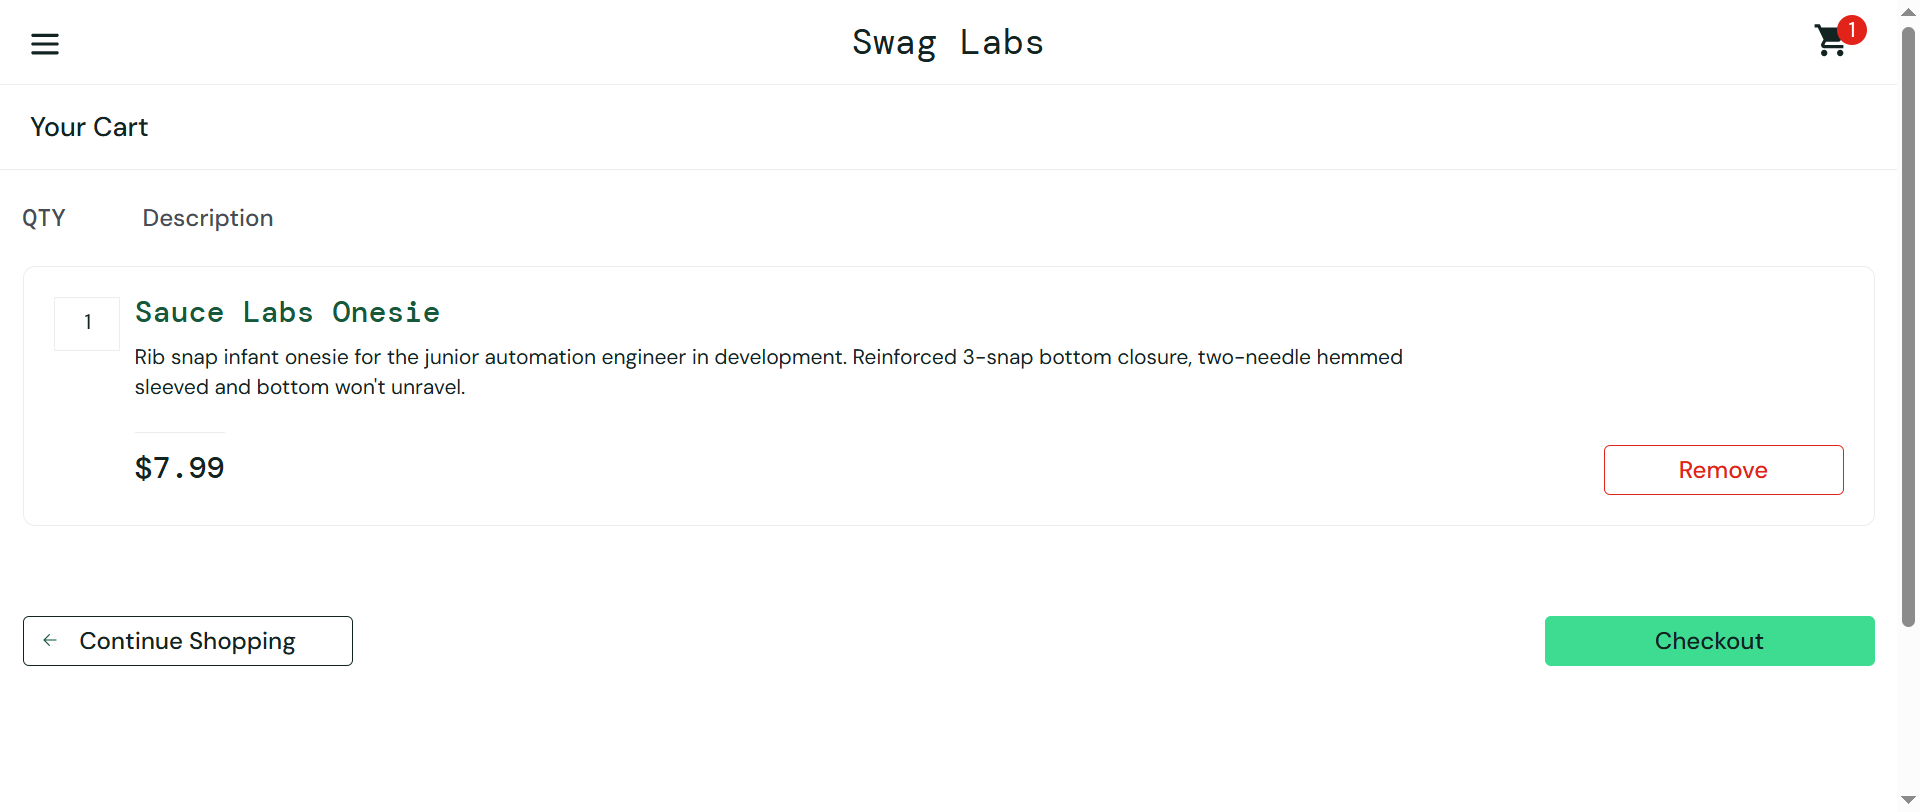 Swag Labs
1
Your Cart
QTY Description
1
Sauce Labs Onesie
Rib snap infant onesie for the junior automation engineer in development. Reinforced 3-snap bottom closure, two-needle hemmed
sleeved and bottom won't unravel.
$7.99
Remove
Continue Shopping
Checkout